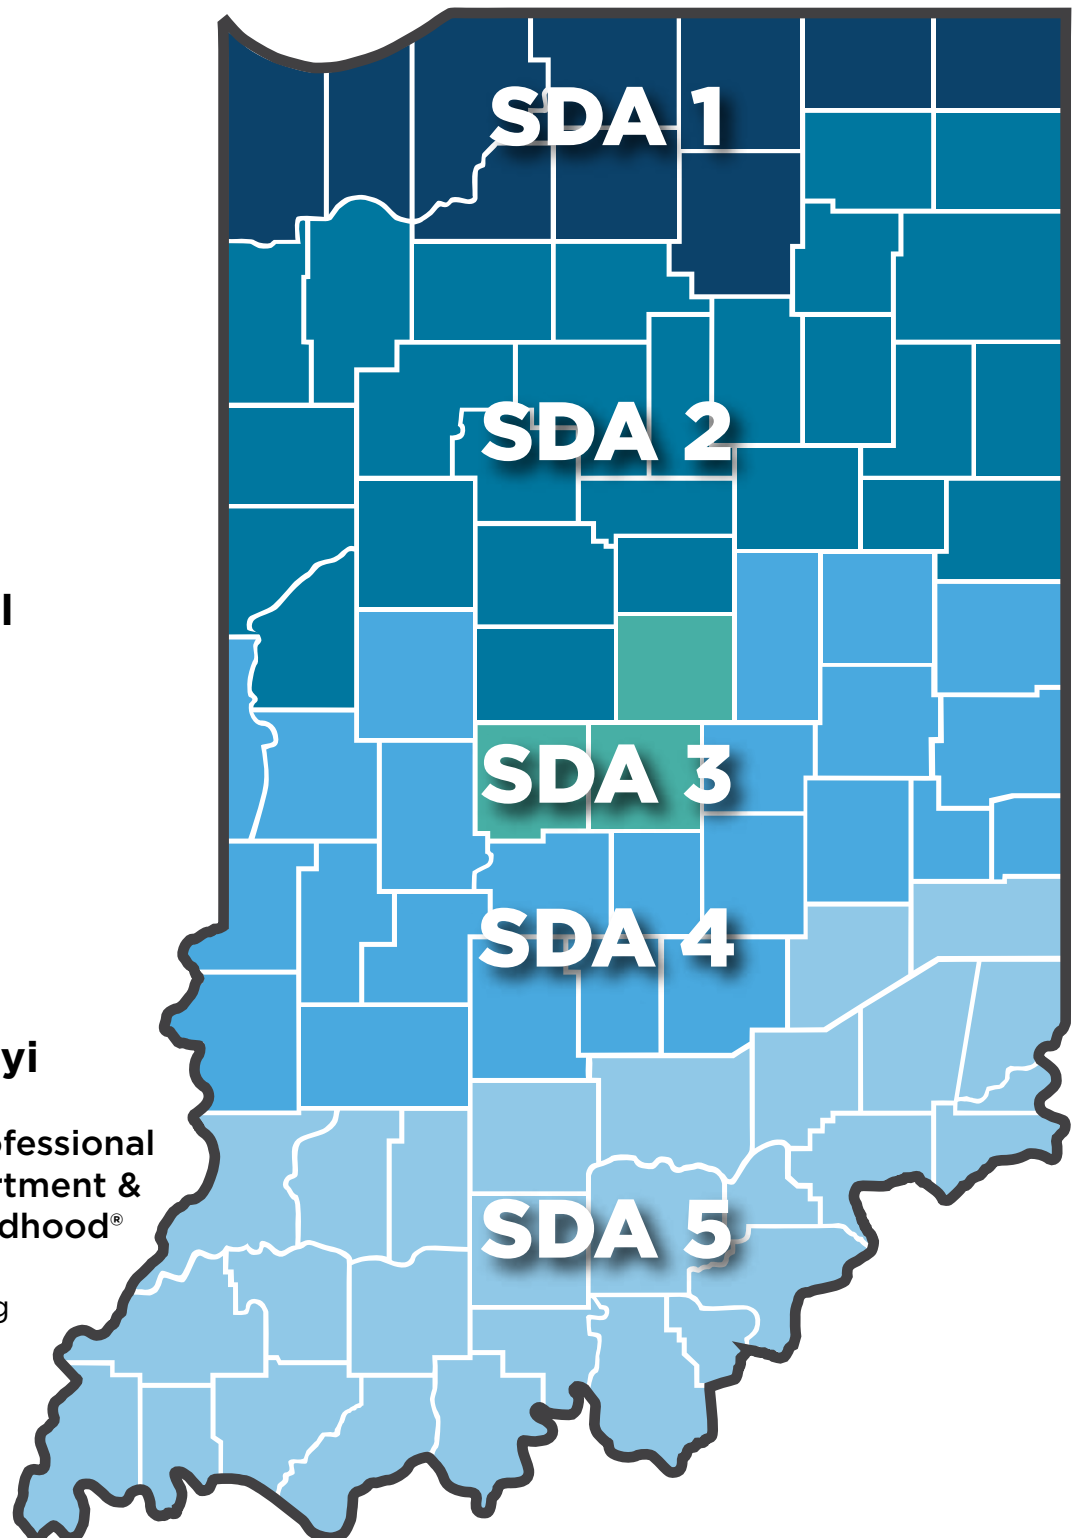 SDA 1
SDA 2
l
SDA 3
SDA 4
yi
ofessional
rtment &
dhood®
SDA 5
g